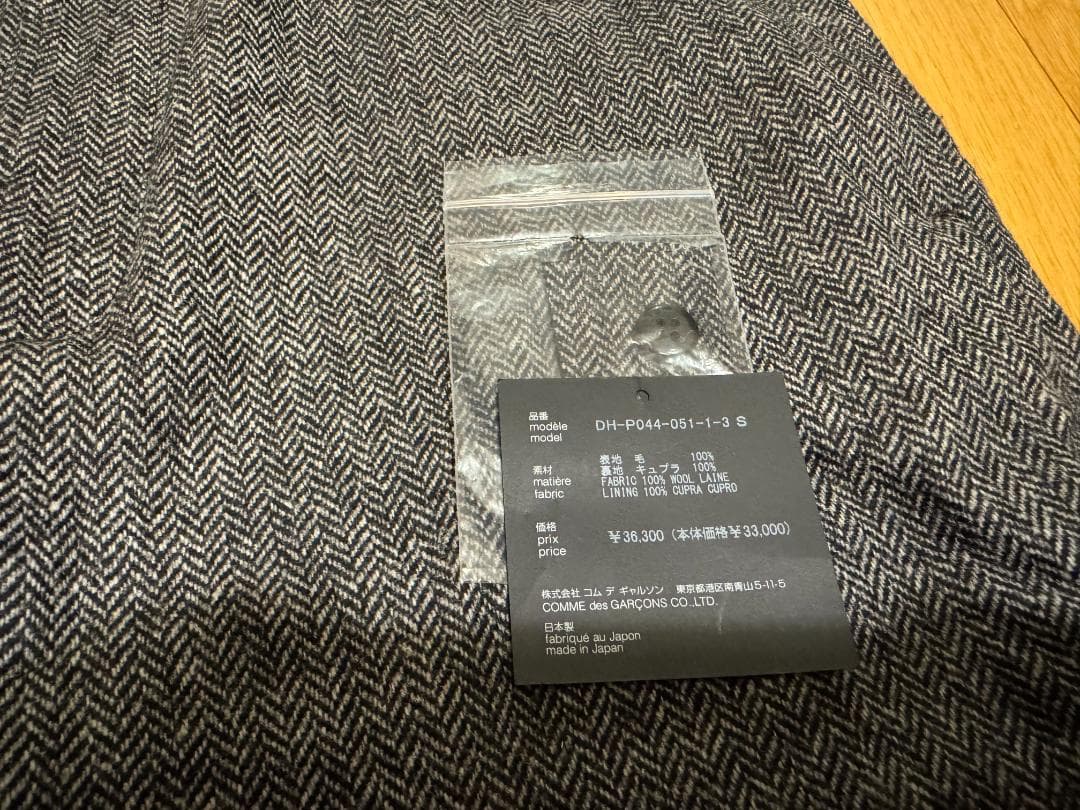 品番
modèle
model
DH-P044-051-1-3 S
素材
matière
fabric
表地 毛 100%
裏地 キュプラ 100%
FABRIC 100% WOOL LAINE
LINING 100% CUPRA CUPRO
価格
prix
price
¥36,300 (本体価格¥33,000)
株式会社 コム デ ギャルソン 東京都港区南青山5-11-5
COMME des GARÇONS CO.,LTD.
日本製
fabriqué au Japon
made in Japan